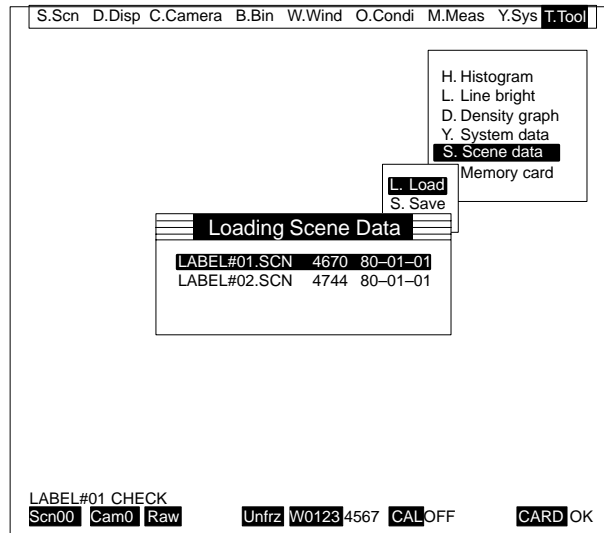 S.Scn D.Disp C.Camera B.Bin W.Wind O.Condi M.Meas Y.Sys T.Tool
H. Histogram
L. Line bright
D. Density graph
Y. System data
S. Scene data
Memory card
L. Load
S. Save
Loading Scene Data
LABEL#01.SCN 4670 80–01–01
LABEL#02.SCN 4744 80–01–01
LABEL#01 CHECK
Scn00 Cam0 Raw Unfrz W0123 4567 CAL OFF CARD OK